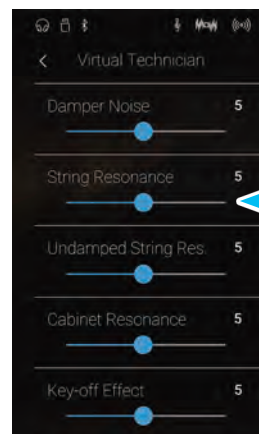 Virtual Technician
Damper Noise 5
String Resonance 5
Undamped String Res. 5
Cabinet Resonance 5
Key-off Effect 5